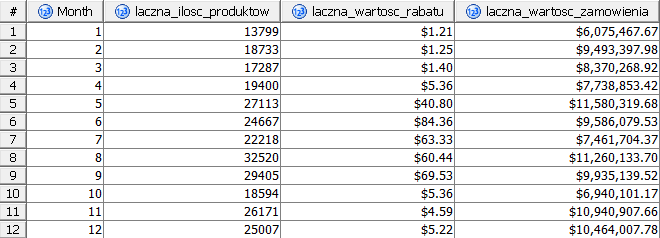 # Month laczna_ilosc_produktow laczna_wartosc_rabatu laczna_wartosc_zamowienia
1 1 13799 $1.21 $6,075,467.67
2 2 18733 $1.25 $9,493,397.98
3 3 17287 $1.40 $8,370,268.92
4 4 19400 $5.36 $7,738,853.42
5 5 27113 $40.80 $11,580,319.68
6 6 24667 $84.36 $9,586,079.53
7 7 22218 $63.33 $7,461,704.37
8 8 32520 $60.44 $11,260,133.70
9 9 29405 $69.53 $9,935,139.52
10 10 18594 $5.36 $6,940,101.17
11 11 26171 $4.59 $10,940,907.66
12 12 25007 $5.22 $10,464,007.78